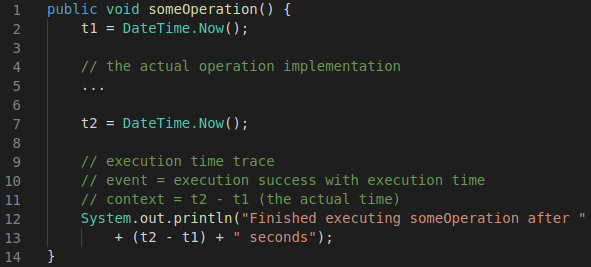 1 public void someOperation() {
2     t1 = DateTime.Now();
3
4     // the actual operation implementation
5     ...
6
7     t2 = DateTime.Now();
8
9     // execution time trace
10     // event = execution success with execution time
11     // context = t2 - t1 (the actual time)
12     System.out.println("Finished executing someOperation after "
13         + (t2 - t1) + " seconds");
14 }